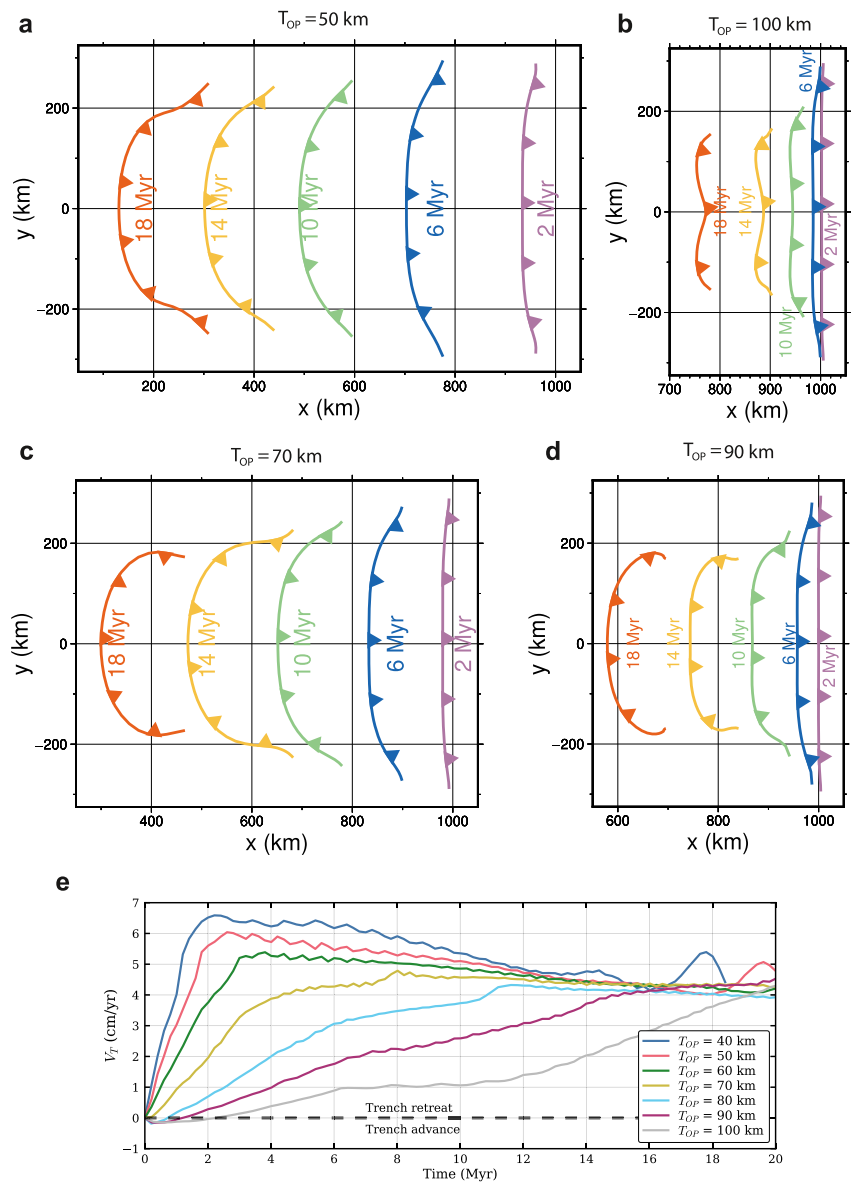 a
T_OP = 50 km
200
0
−200
y (km)
18 Myr
14 Myr
10 Myr
6 Myr
2 Myr
200
400
600
800
1000
x (km)
b
T_OP = 100 km
200
0
−200
y (km)
18 Myr
14 Myr
10 Myr
6 Myr
2 Myr
700
800
900
1000
x (km)
c
T_OP = 70 km
200
0
−200
y (km)
18 Myr
14 Myr
10 Myr
6 Myr
2 Myr
400
600
800
1000
x (km)
d
T_OP = 90 km
200
0
−200
y (km)
18 Myr
14 Myr
10 Myr
6 Myr
2 Myr
600
800
1000
x (km)
e
7
6
5
4
3
2
1
0
−1
V_T (cm/yr)
Trench retreat
Trench advance
T_OP = 40 km
T_OP = 50 km
T_OP = 60 km
T_OP = 70 km
T_OP = 80 km
T_OP = 90 km
T_OP = 100 km
0
2
4
6
8
10
12
14
16
18
20
Time (Myr)